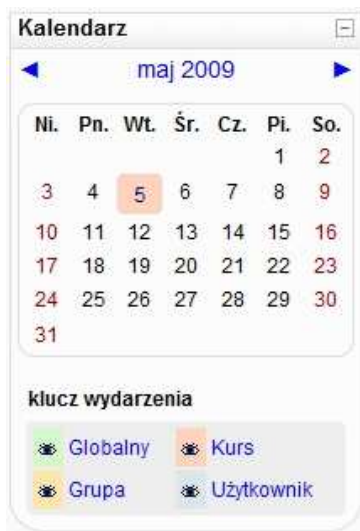 Kalendarz
◄ maj 2009 ►
Ni. Pn. Wt. Śr. Cz. Pi. So.
1 2
3 4 5 6 7 8 9
10 11 12 13 14 15 16
17 18 19 20 21 22 23
24 25 26 27 28 29 30
31
klucz wydarzenia
Globalny Kurs
Grupa Użytkownik